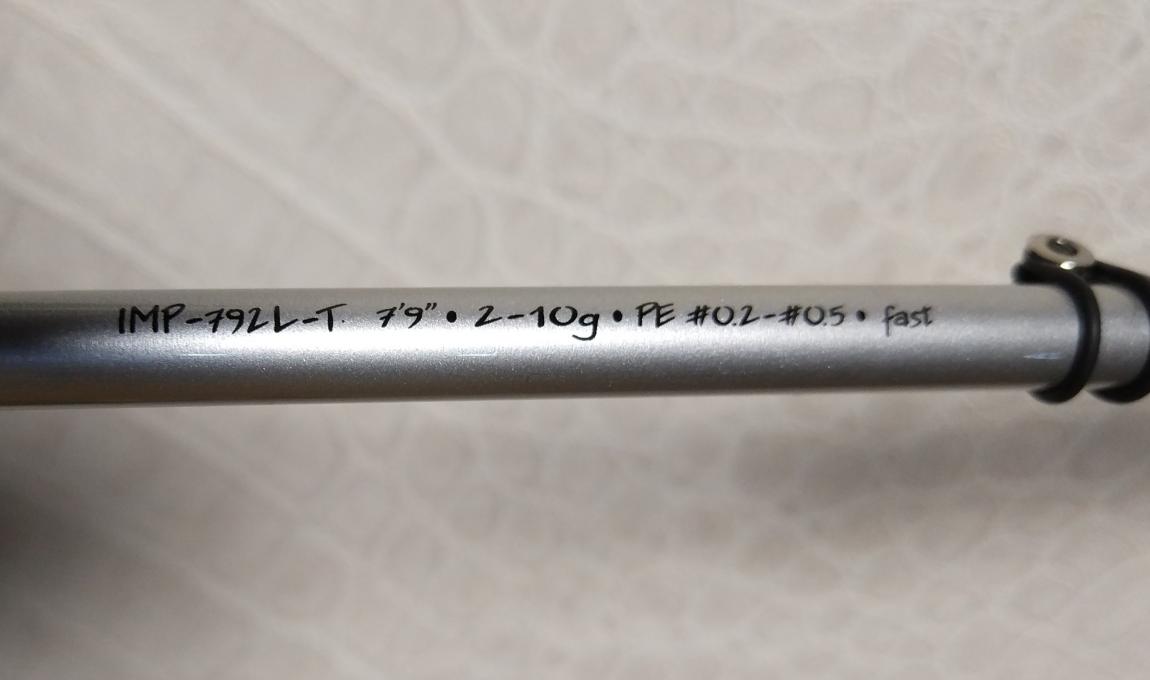 IMP-792L-T. 7'9" • 2-10g • PE #0.2-#0.5 • fast